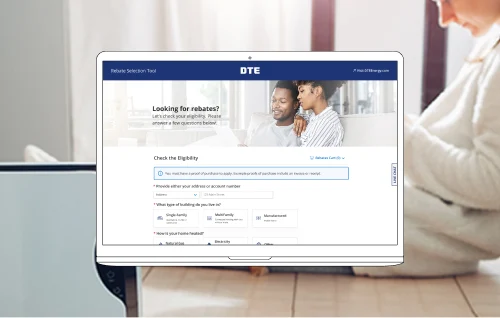 Rebate Selection Tool
DTE
Visit DTEEnergy.com
Looking for rebates?
Let's check your eligibility. Please
answer a few questions below!
Check the Eligibility
Rebates Cart (0)
You must have a proof of purchase to apply. Acceptable proofs of purchase include an invoice or receipt
* Provide either your address or account number
Address
* What type of building do you live in?
Single-Family
Multifamily
Manufactured
* How is your home heated?
Natural Gas
Electricity
Other
LIVE CHAT